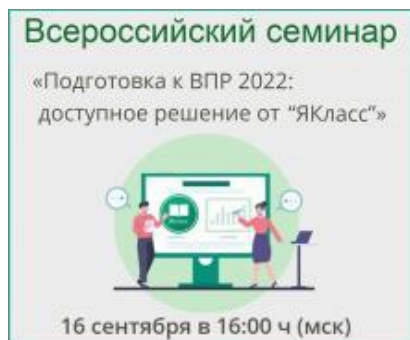 Всероссийский семинар
«Подготовка к ВПР 2022:
доступное решение от “ЯКласс”»
16 сентября в 16:00 ч (мск)